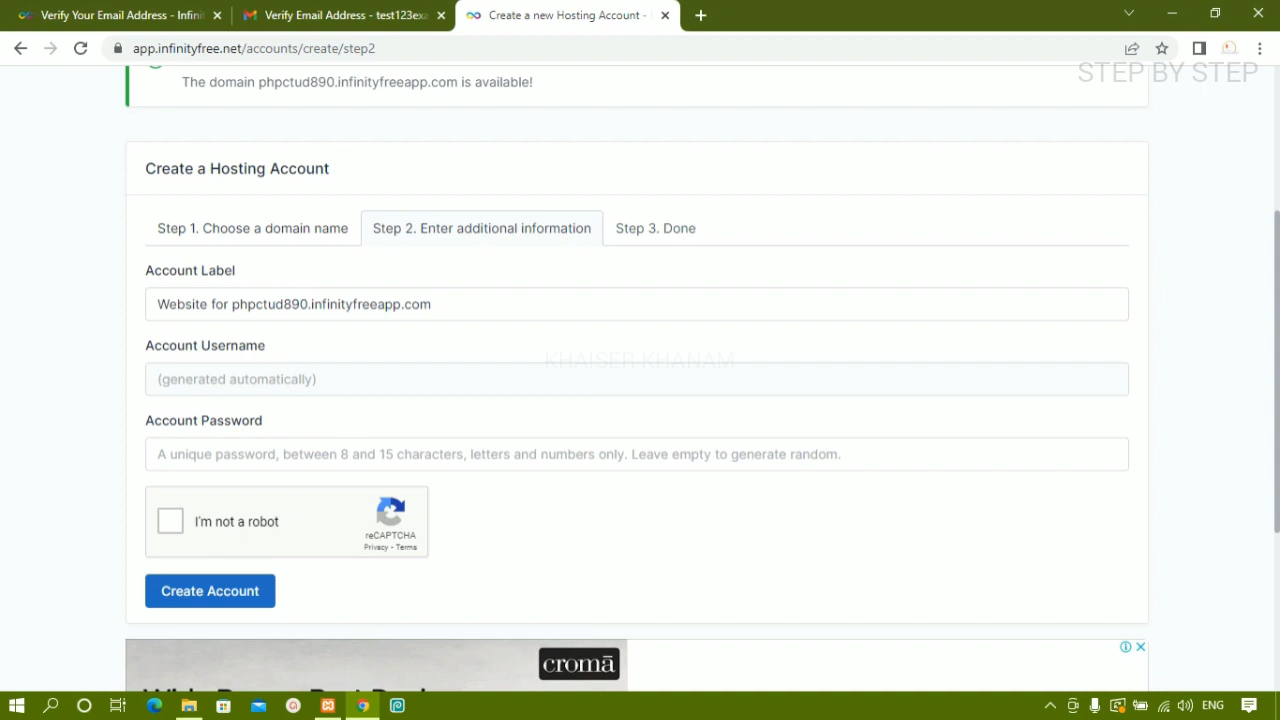 Verify Your Email Address - Infinit
Verify Email Address - test123exa
Create a new Hosting Account -
app.infinityfree.net/accounts/create/step2
STEP BY STEP
The domain phpctud890.infinityfreeapp.com is available!
Create a Hosting Account
Step 1. Choose a domain name
Step 2. Enter additional information
Step 3. Done
Account Label
Website for phpctud890.infinityfreeapp.com
Account Username
KHAISER KHANAM
(generated automatically)
Account Password
A unique password, between 8 and 15 characters, letters and numbers only. Leave empty to generate random.
I'm not a robot
reCAPTCHA
Privacy - Terms
Create Account
cromā
ENG